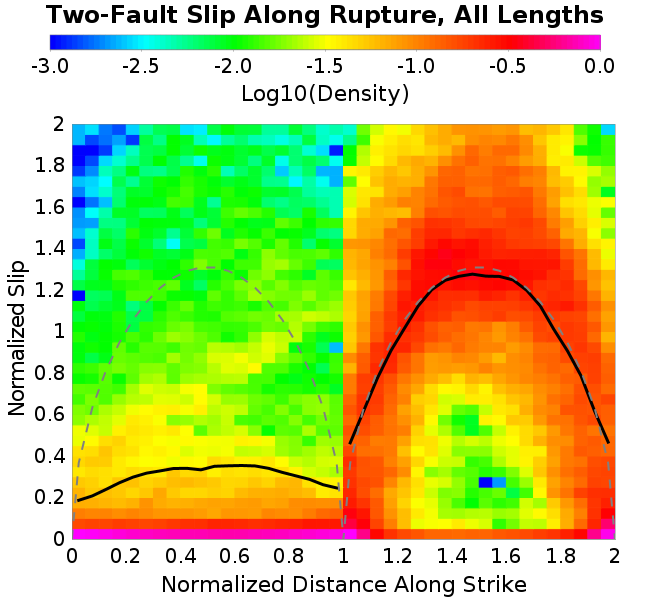 Two-Fault Slip Along Rupture, All Lengths
-3.0 -2.5 -2.0 -1.5 -1.0 -0.5 0.0
Log10(Density)
2
1.8
1.6
1.4
1.2
1
0.8
0.6
0.4
0.2
0
Normalized Slip
0 0.2 0.4 0.6 0.8 1 1.2 1.4 1.6 1.8 2
Normalized Distance Along Strike